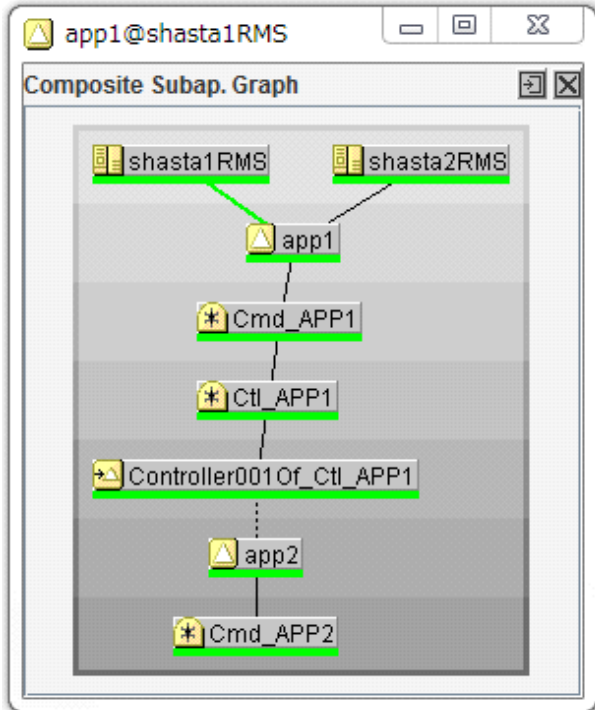 app1@shasta1RMS
Composite Subap. Graph
shasta1RMS shasta2RMS
app1
Cmd_APP1
Ctl_APP1
Controller001Of_Ctl_APP1
app2
Cmd_APP2